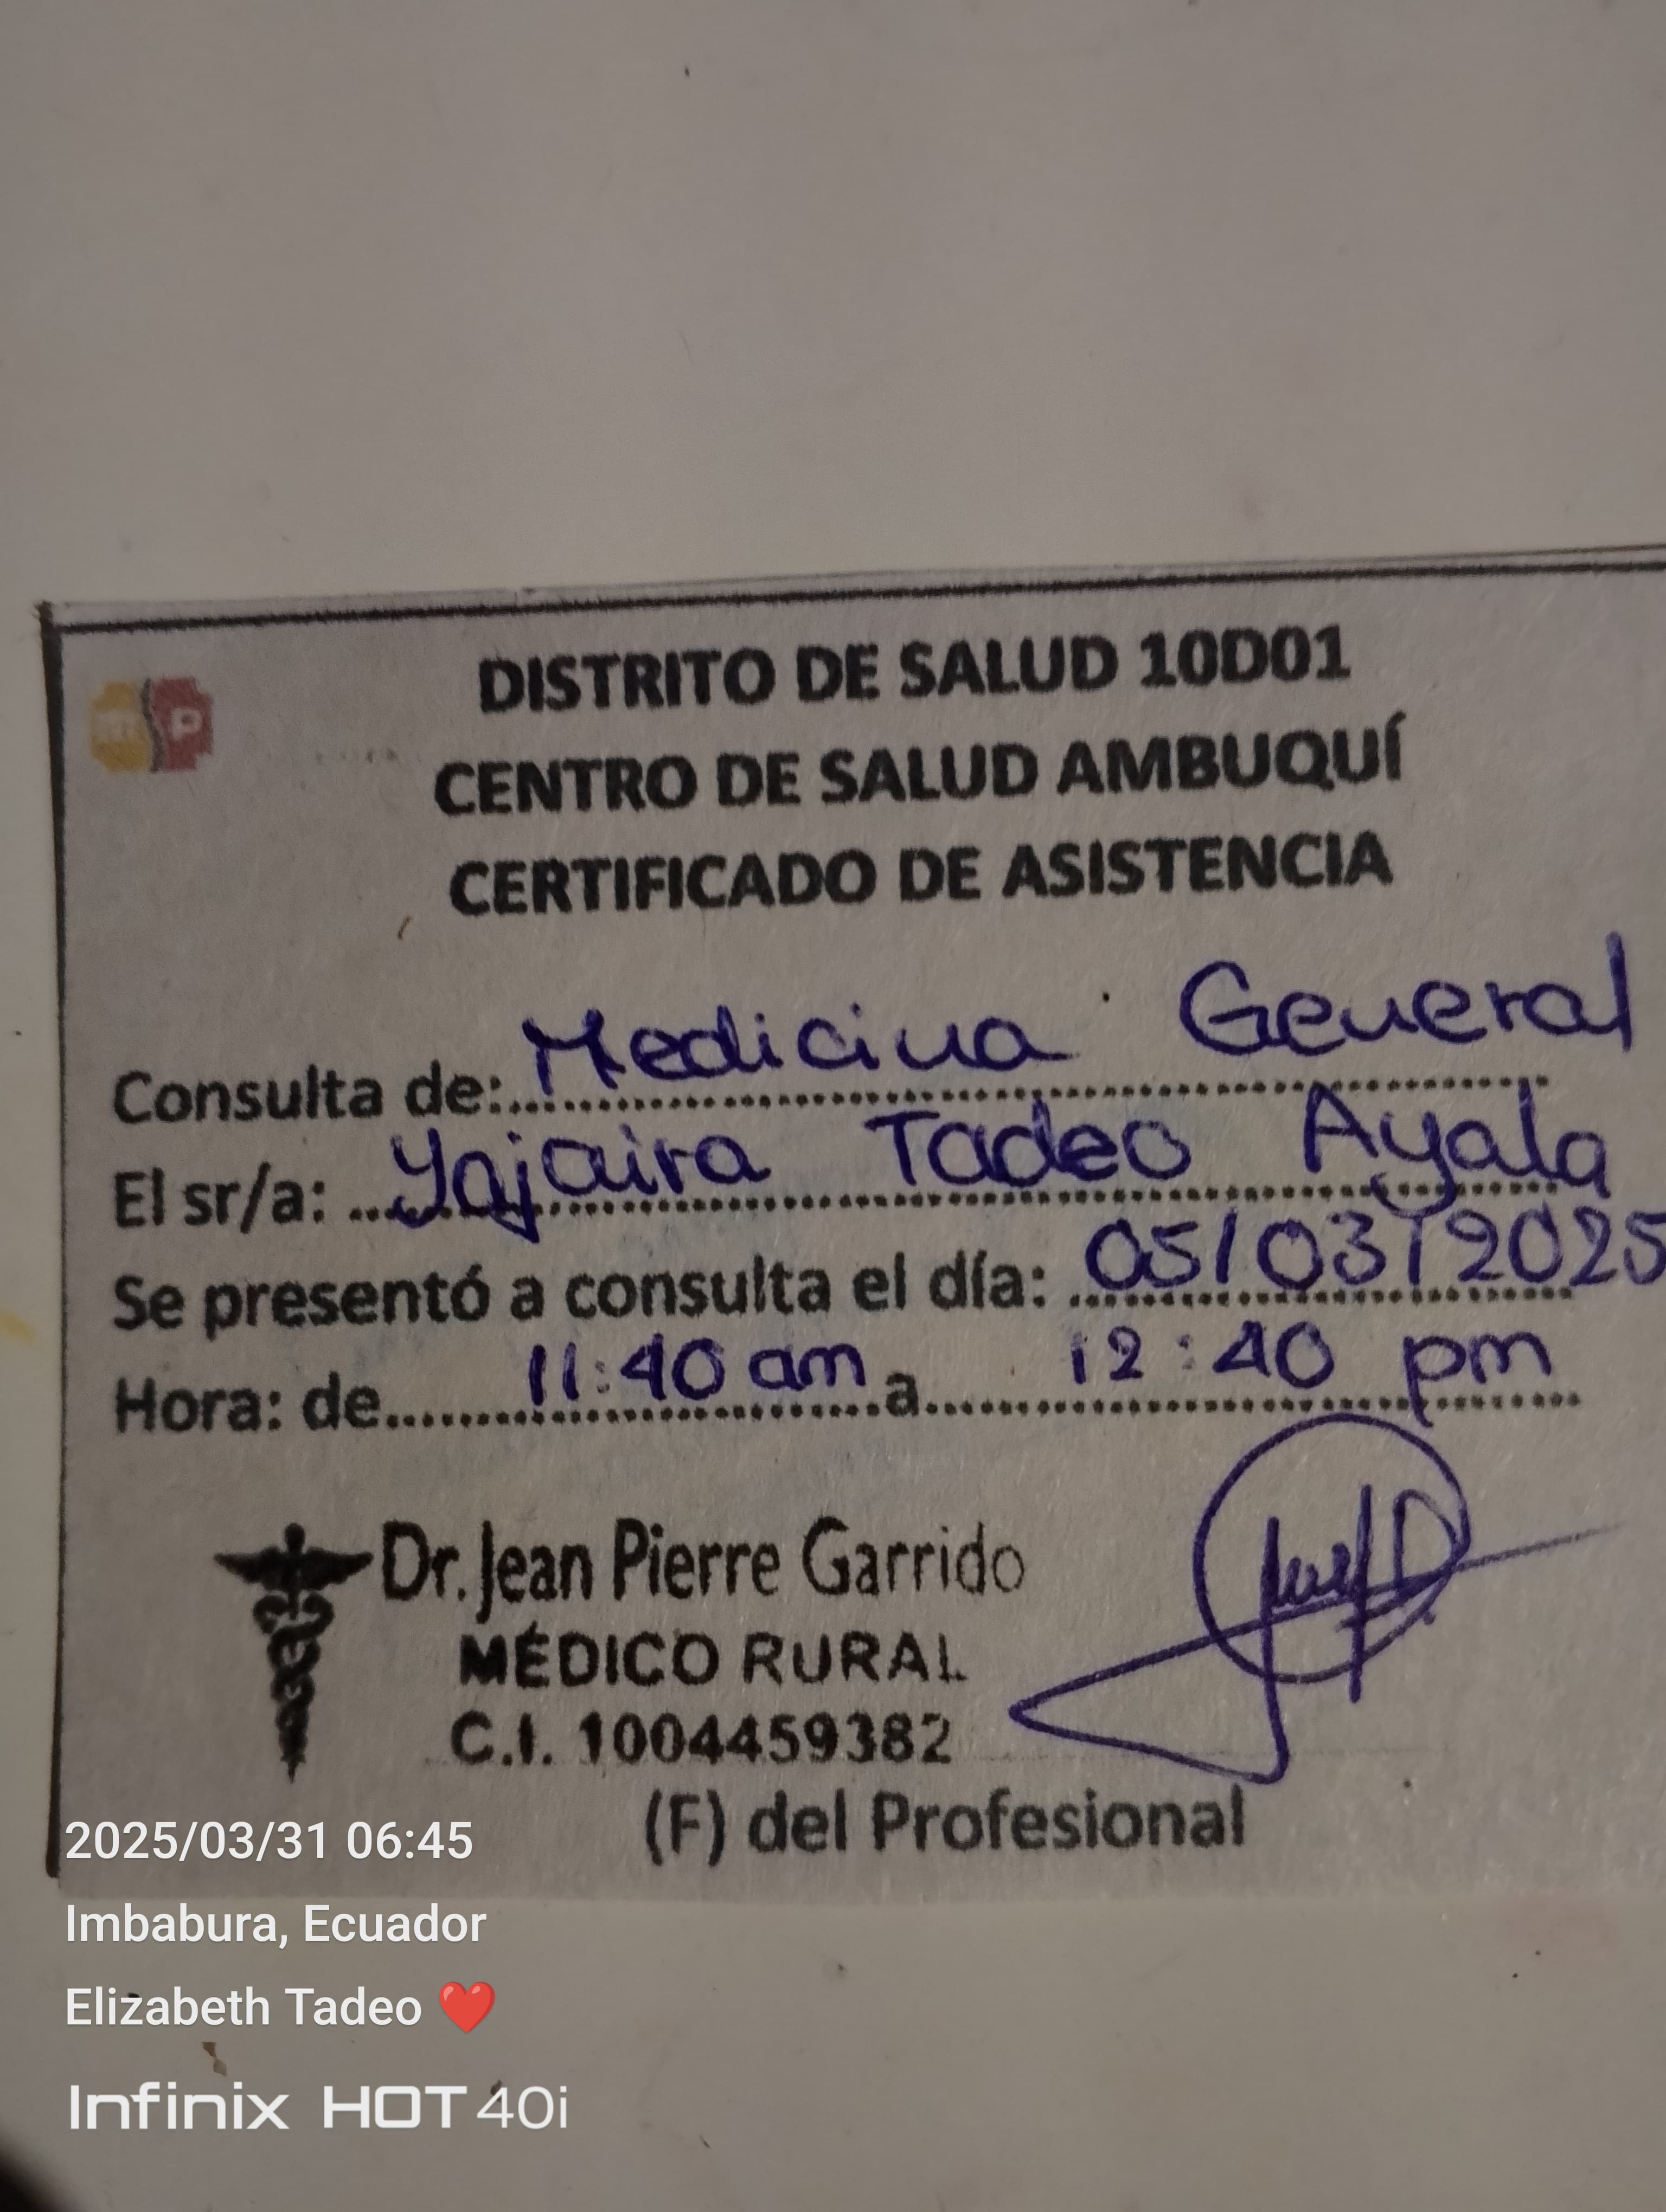 DISTRITO DE SALUD 10D01
CENTRO DE SALUD AMBUQUÍ
CERTIFICADO DE ASISTENCIA
Consulta de: Medicina General
El sr/a: Yajaira Tadeo Ayala
Se presentó a consulta el día: 05/03/2025
Hora: de 11:40 am a 12:40 pm
Dr. Jean Pierre Garrido
MÉDICO RURAL
C.I. 1004459382
(F) del Profesional
2025/03/31 06:45
Imbabura, Ecuador
Elizabeth Tadeo ❤️
Infinix HOT 40i